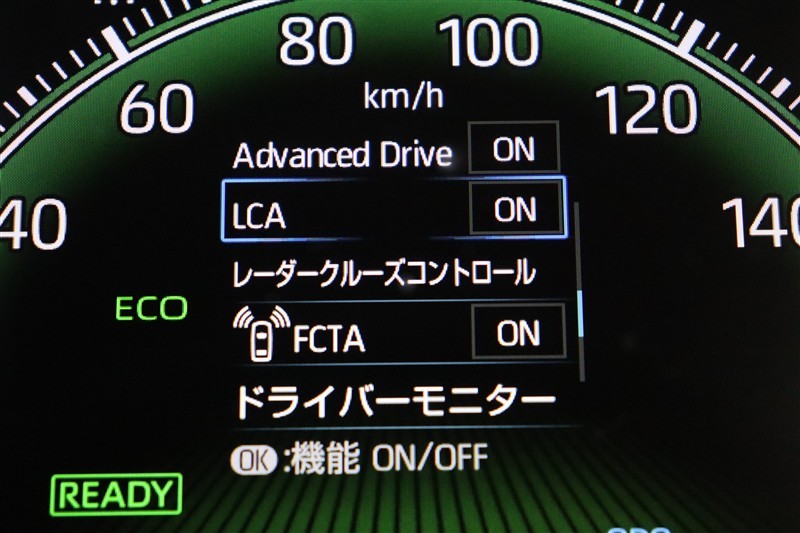 80 100
km/h
60 120
Advanced Drive ON
40 140
LCA ON
レーダークルーズコントロール
ECO
FCTA ON
ドライバーモニター
OK :機能 ON/OFF
READY